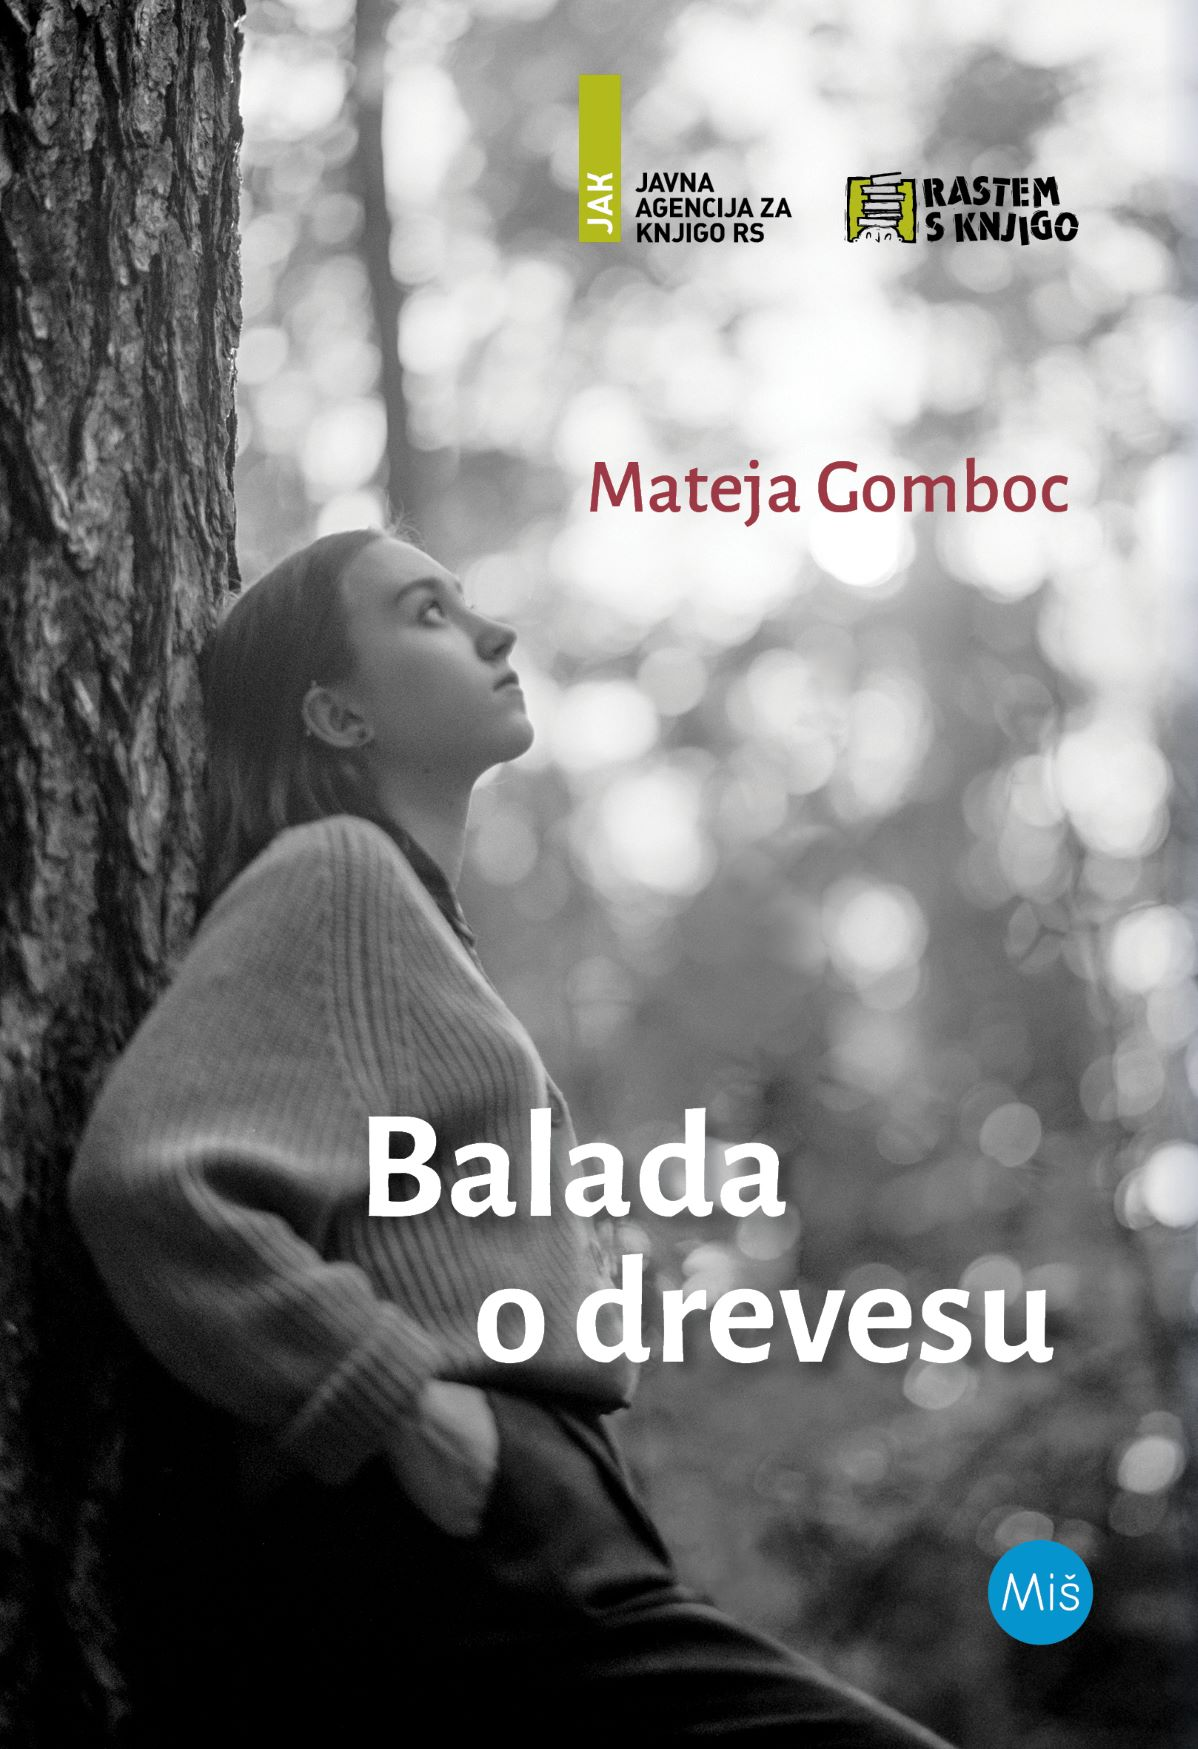 JAK
JAVNA
AGENCIJA ZA
KNJIGO RS
RASTEM
S KNJIGO
Mateja Gomboc
Balada
o drevesu
Miš